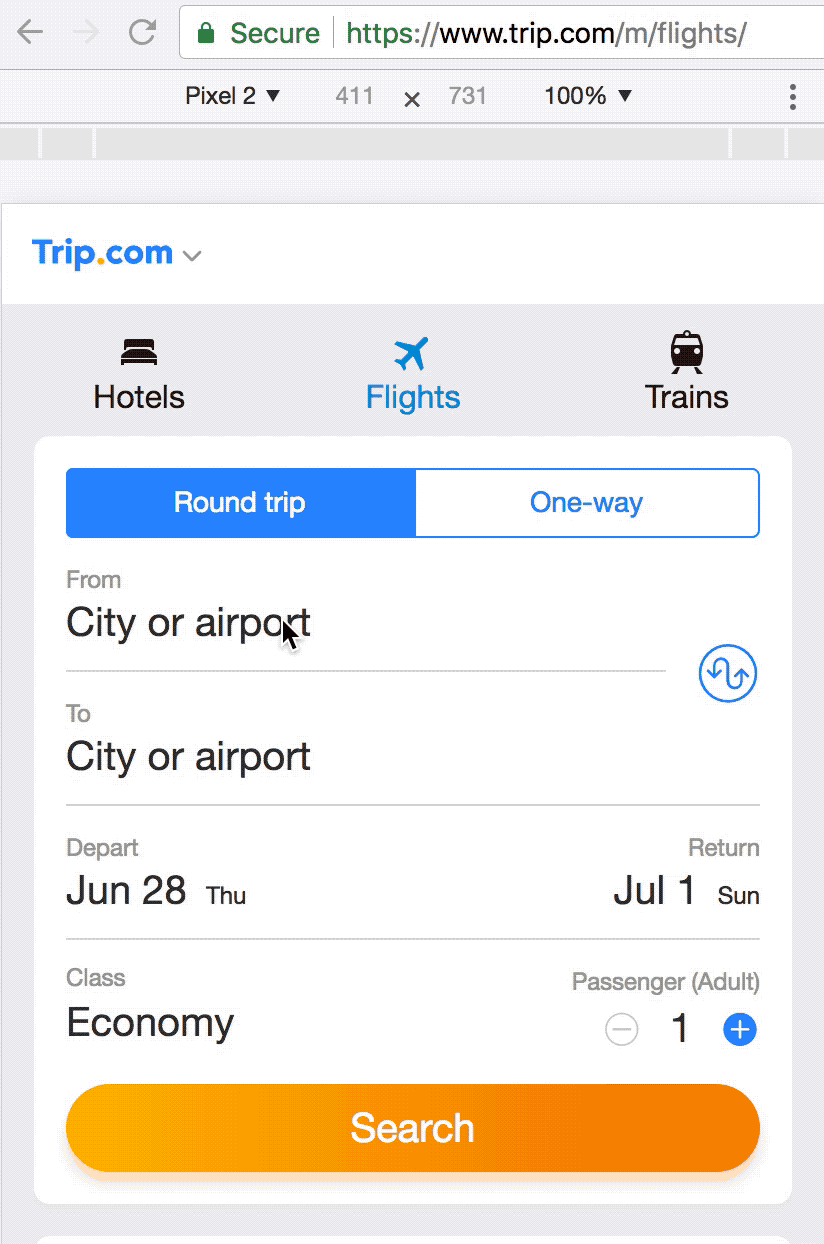 Secure https://www.trip.com/m/flights/
Pixel 2 ▼ 411 × 731 100% ▼
Trip.com
Hotels Flights Trains
Round trip One-way
From
City or airport
To
City or airport
Depart Return
Jun 28 Thu Jul 1 Sun
Class Passenger (Adult)
Economy 1
Search